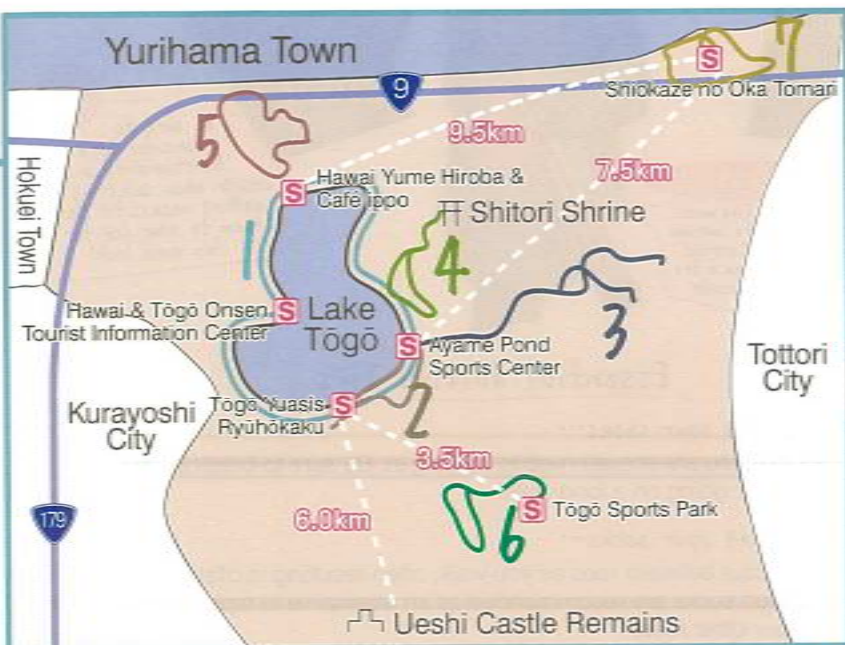 Yurihama Town
7
9
Shiokaze no Oka Tomari
5
9.5km
7.5km
Hokuei Town
Hawai Yume Hiroba &
Café ippo
Shitori Shrine
1
4
Hawai & Tōgō Onsen
Tourist Information Center
Lake
Tōgō
3
Ayame Pond
Sports Center
Tottori
City
Kurayoshi
City
Tōgō Yuasis
Ryūhōkaku
2
3.5km
179
6.0km
Tōgō Sports Park
6
Ueshi Castle Remains
S
S
S
S
S
S